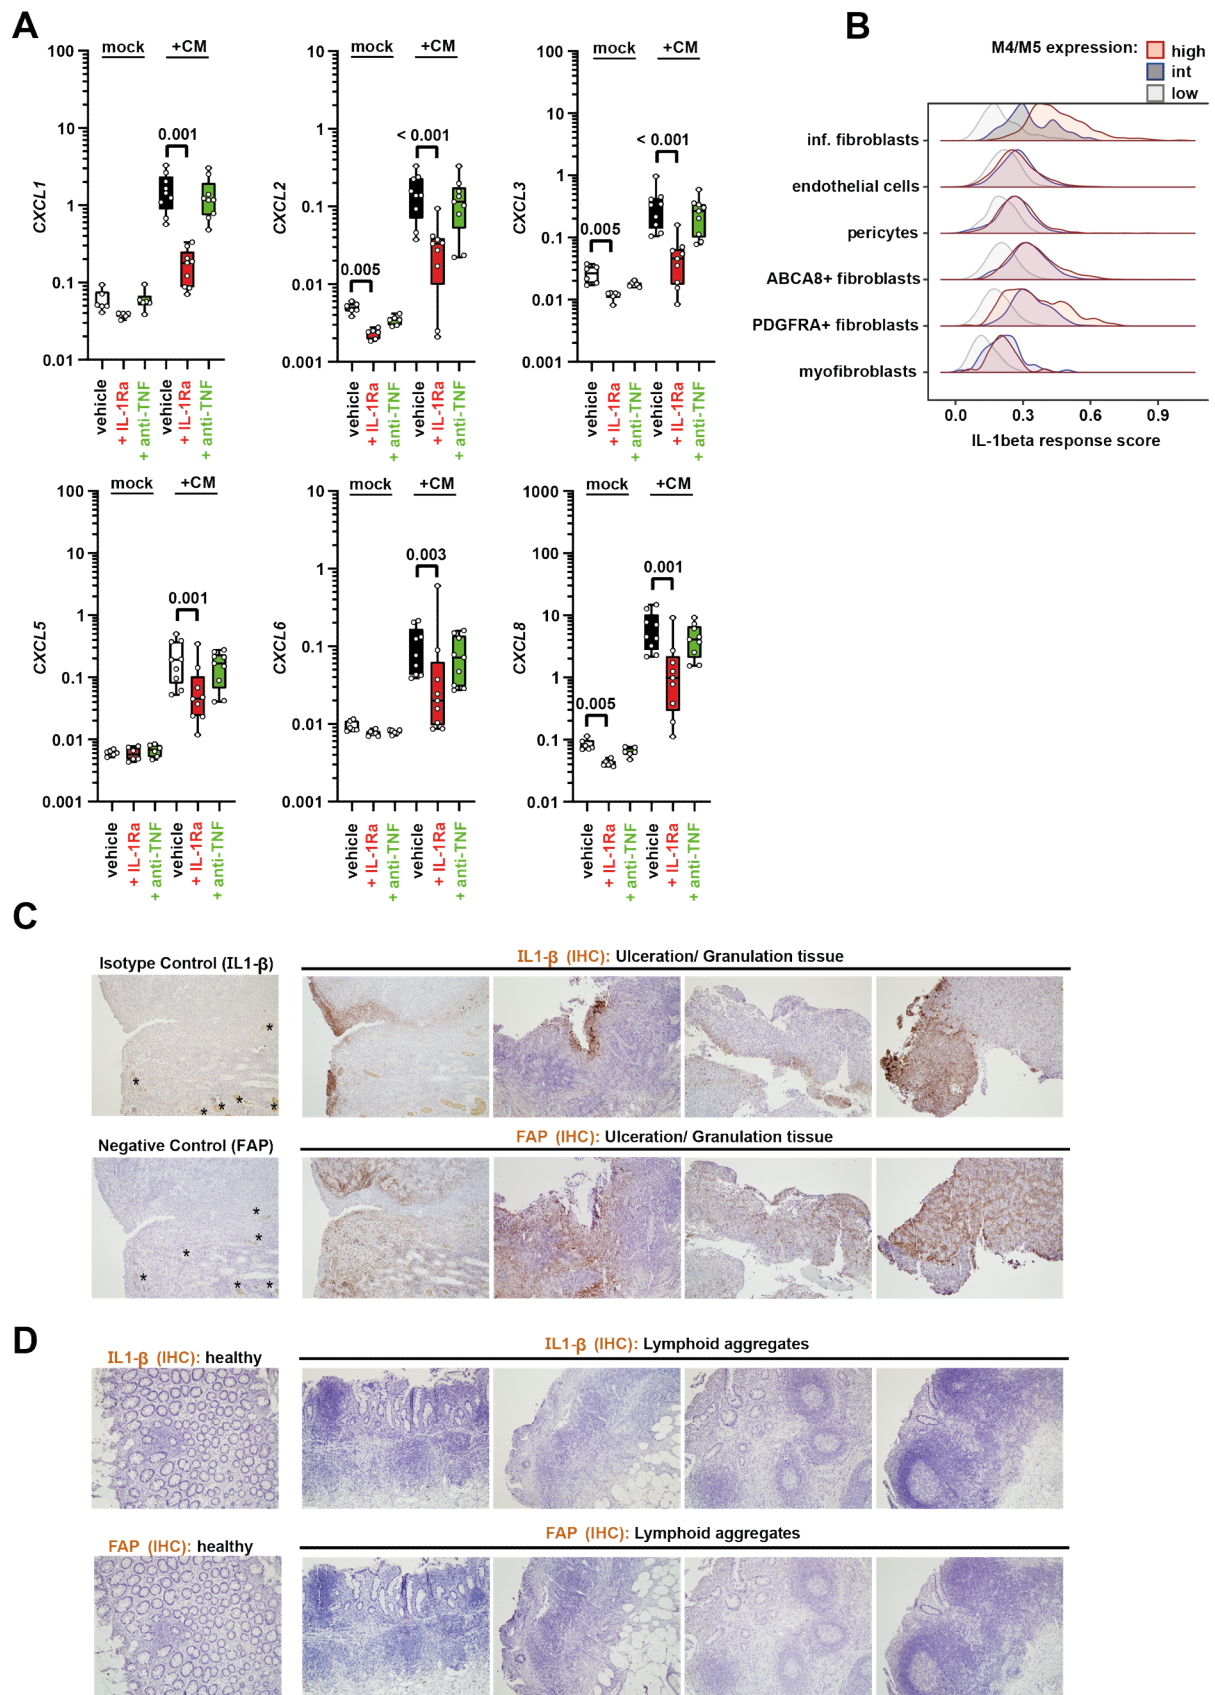 A
mock
+CM
100
10
1
0.1
0.01
CXCL1
0.001
vehicle
+ IL-1Ra
+ anti-TNF
vehicle
+ IL-1Ra
+ anti-TNF
mock
+CM
10
1
0.1
0.01
0.001
CXCL2
0.005
< 0.001
vehicle
+ IL-1Ra
+ anti-TNF
vehicle
+ IL-1Ra
+ anti-TNF
mock
+CM
100
10
1
0.1
0.01
0.001
CXCL3
0.005
< 0.001
vehicle
+ IL-1Ra
+ anti-TNF
vehicle
+ IL-1Ra
+ anti-TNF
B
M4/M5 expression:
high
int
low
inf. fibroblasts
endothelial cells
pericytes
ABCA8+ fibroblasts
PDGFRA+ fibroblasts
myofibroblasts
0.0 0.3 0.6 0.9
IL-1beta response score
mock
+CM
100
10
1
0.1
0.01
0.001
CXCL5
0.001
vehicle
+ IL-1Ra
+ anti-TNF
vehicle
+ IL-1Ra
+ anti-TNF
mock
+CM
10
1
0.1
0.01
0.001
CXCL6
0.003
vehicle
+ IL-1Ra
+ anti-TNF
vehicle
+ IL-1Ra
+ anti-TNF
mock
+CM
1000
100
10
1
0.1
0.01
CXCL8
0.005
0.001
vehicle
+ IL-1Ra
+ anti-TNF
vehicle
+ IL-1Ra
+ anti-TNF
C
Isotype Control (IL1-β)
IL1-β (IHC): Ulceration/ Granulation tissue
* * * * * *
Negative Control (FAP)
FAP (IHC): Ulceration/ Granulation tissue
* * * * * *
D
IL1-β (IHC): healthy
IL1-β (IHC): Lymphoid aggregates
FAP (IHC): healthy
FAP (IHC): Lymphoid aggregates